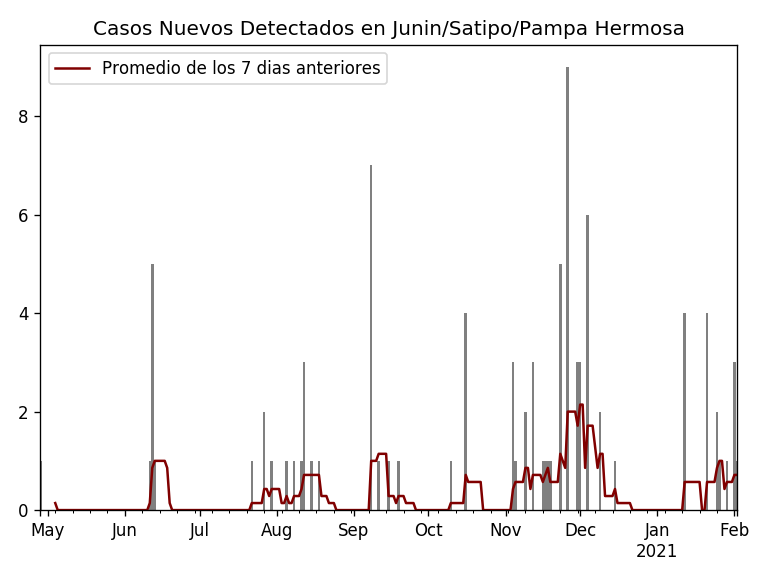 Casos Nuevos Detectados en Junin/Satipo/Pampa Hermosa
Promedio de los 7 dias anteriores
8
6
4
2
0
May Jun Jul Aug Sep Oct Nov Dec Jan Feb
2021